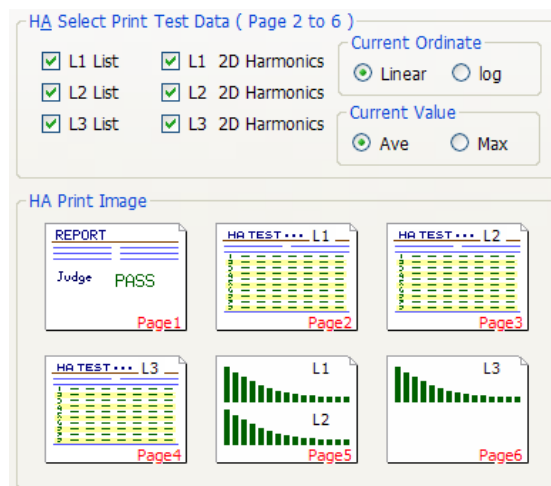 HA Select Print Test Data ( Page 2 to 6 )
L1 List
L1 2D Harmonics
L2 List
L2 2D Harmonics
L3 List
L3 2D Harmonics
Current Ordinate
Linear
log
Current Value
Ave
Max
HA Print Image
REPORT
Judge PASS
Page1
HA TEST ··· L1
Page2
HA TEST ··· L2
Page3
HA TEST ··· L3
Page4
L1
L2
Page5
L3
Page6